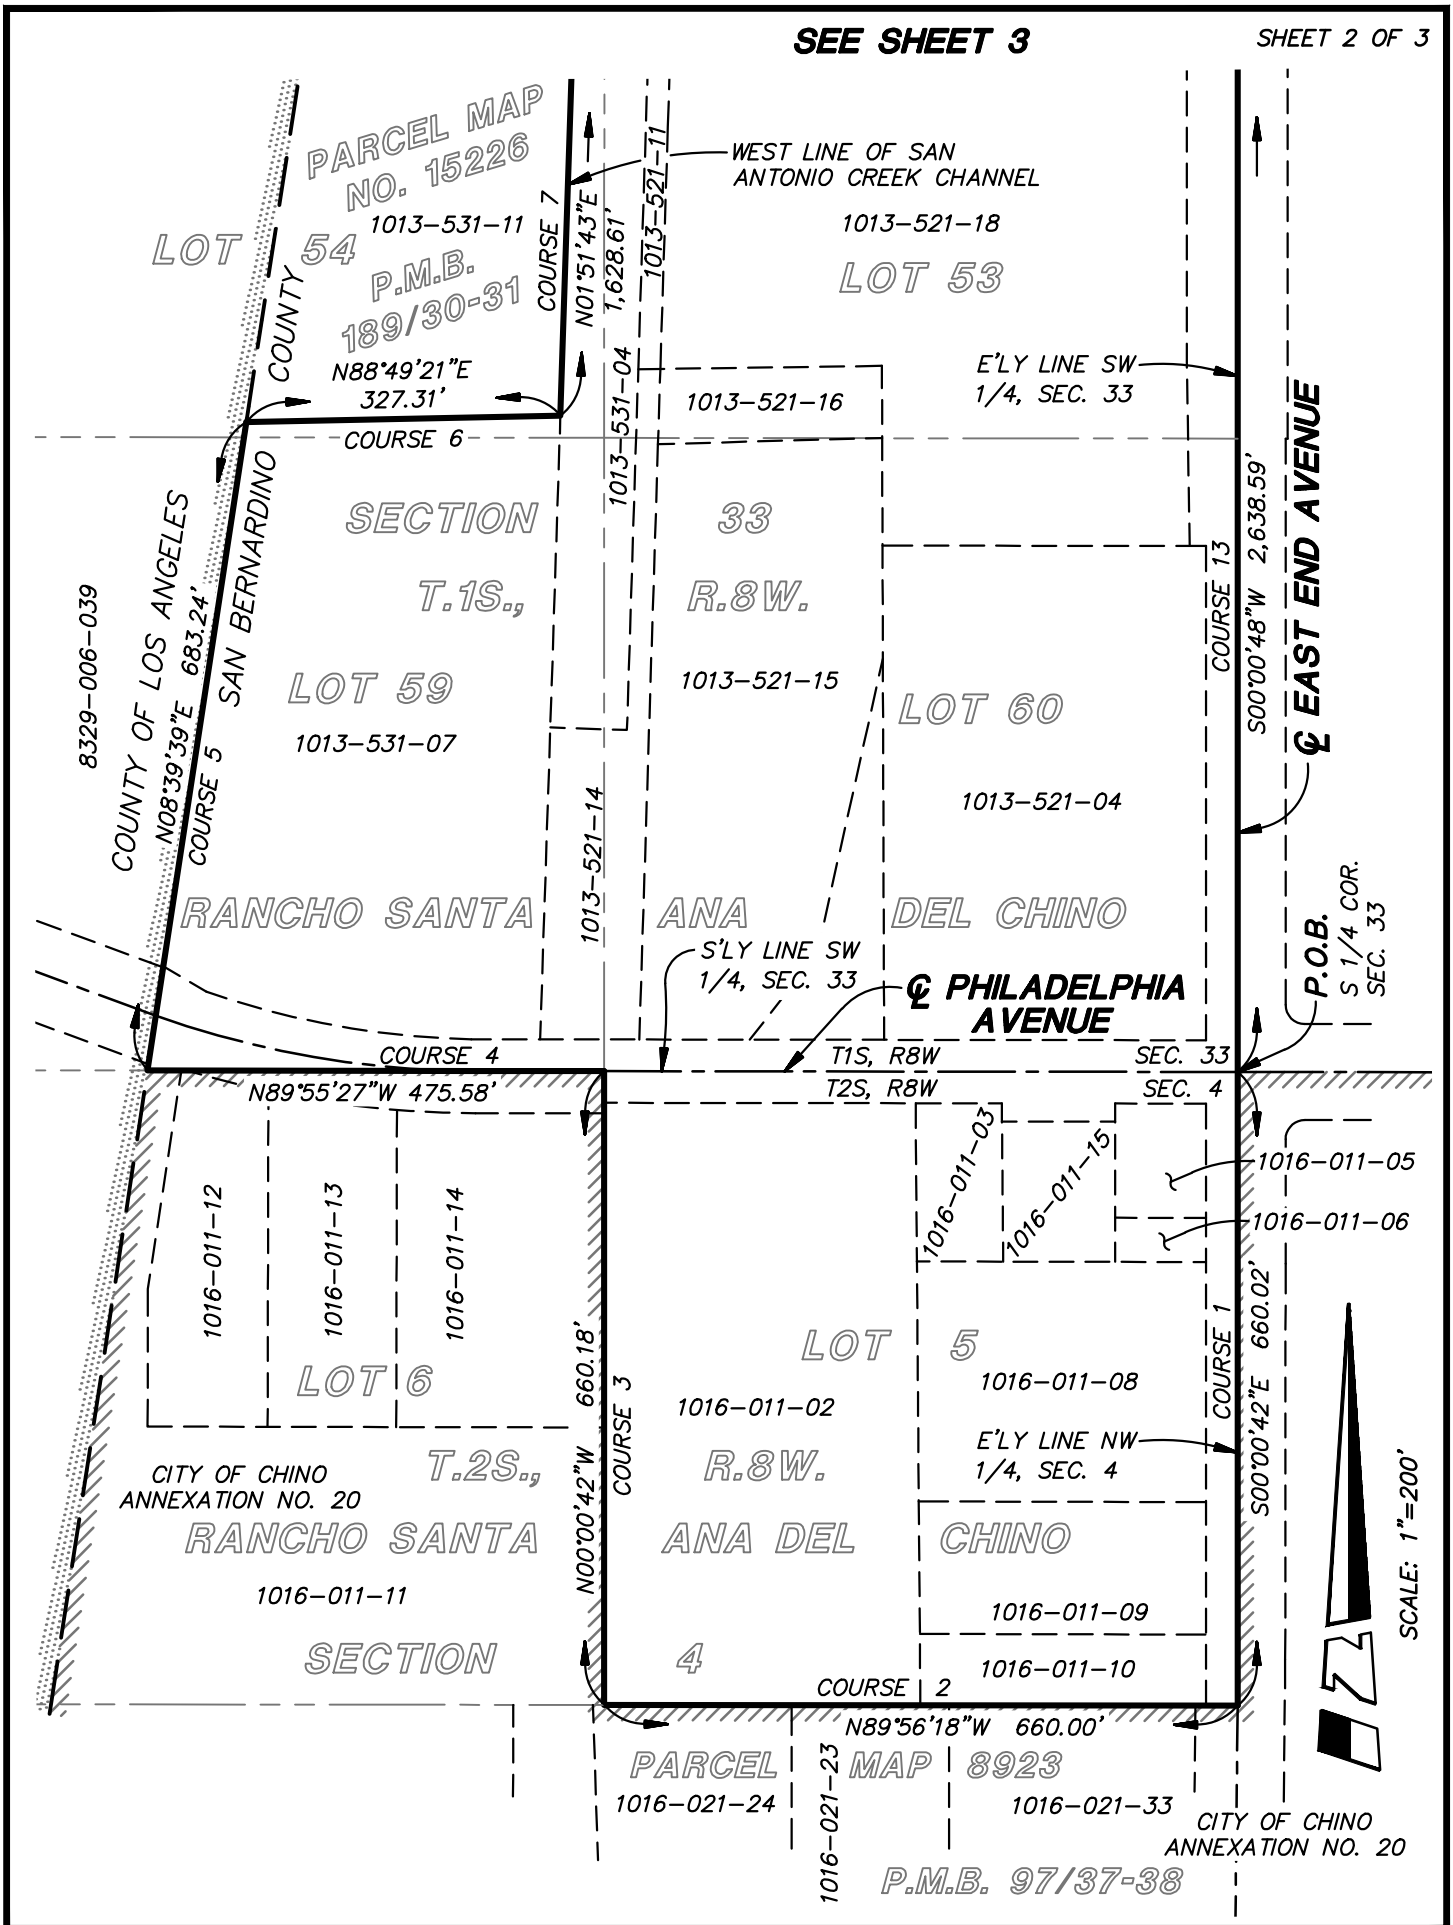 SEE SHEET 3
SHEET 2 OF 3
PARCEL MAP
NO. 15226
1013-531-11
LOT 54
P.M.B.
189/30-31
COUNTY
N88°49'21"E
327.31'
COURSE 6
COURSE 7
N01°51'43"E
1,628.61'
1013-521-11
1013-531-04
WEST LINE OF SAN
ANTONIO CREEK CHANNEL
1013-521-18
LOT 53
E'LY LINE SW
1/4, SEC. 33
1013-521-16
SECTION 33
T.1S., R.8W.
1013-521-15
LOT 59
1013-531-07
LOT 60
1013-521-04
1013-521-14
8329-006-039
COUNTY OF LOS ANGELES
N08°39'39"E 683.24'
COURSE 5
SAN BERNARDINO
COURSE 13
S00°00'48"W 2,638.59'
℄ EAST END AVENUE
RANCHO SANTA ANA DEL CHINO
S'LY LINE SW
1/4, SEC. 33
℄ PHILADELPHIA
AVENUE
P.O.B.
S 1/4 COR.
SEC. 33
COURSE 4
T1S, R8W
SEC. 33
N89°55'27"W 475.58'
T2S, R8W
SEC. 4
1016-011-03
1016-011-15
1016-011-05
1016-011-06
1016-011-12
1016-011-13
1016-011-14
LOT 6
LOT 5
1016-011-08
1016-011-02
N00°00'42"W 660.18'
COURSE 3
COURSE 1
S00°00'42"E 660.02'
E'LY LINE NW
1/4, SEC. 4
CITY OF CHINO
ANNEXATION NO. 20
T.2S., R.8W.
RANCHO SANTA ANA DEL CHINO
1016-011-11
1016-011-09
SECTION 4
1016-011-10
COURSE 2
N89°56'18"W 660.00'
PARCEL MAP 8923
1016-021-24
1016-021-23
1016-021-33
P.M.B. 97/37-38
CITY OF CHINO
ANNEXATION NO. 20
N
SCALE: 1"=200'